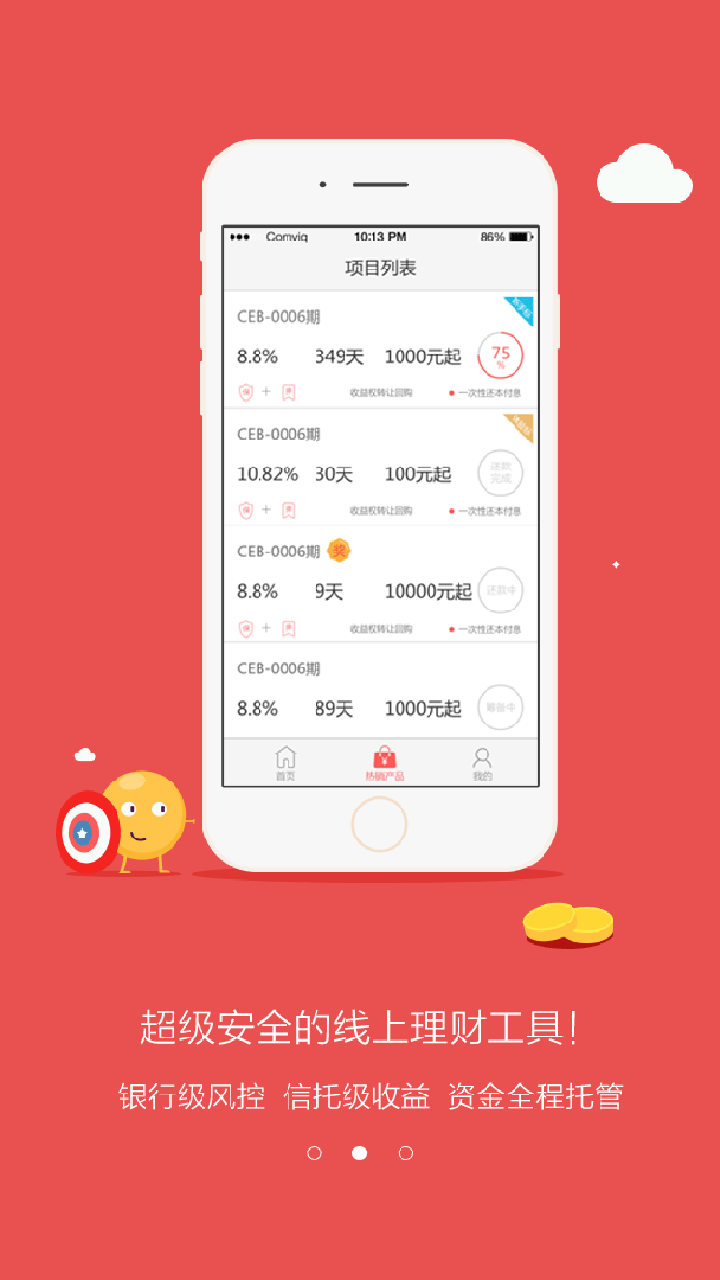 Comviq 10:13 PM 86%
项目列表
CEB-0006期
新手标
8.8% 349天 1000元起 75%
保 + 收益权转让回购 一次性还本付息
CEB-0006期
10.82% 30天 100元起 还款完成
保 + 收益权转让回购 一次性还本付息
CEB-0006期 奖
8.8% 9天 10000元起 还款中
保 + 收益权转让回购 一次性还本付息
CEB-0006期
8.8% 89天 1000元起 筹备中
首页 热销产品 我的
超级安全的线上理财工具!
银行级风控 信托级收益 资金全程托管